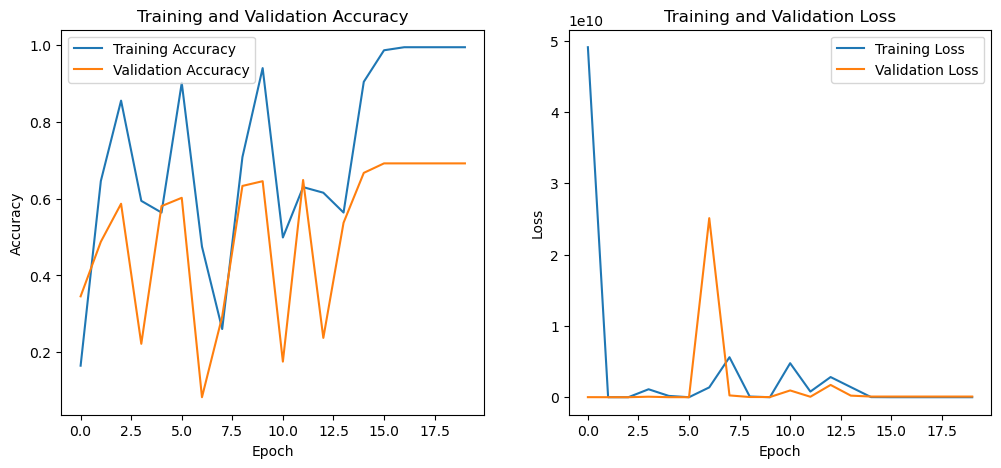 Training and Validation Accuracy
Training Accuracy
Validation Accuracy
1.0
0.8
0.6
0.4
0.2
Accuracy
0.0 2.5 5.0 7.5 10.0 12.5 15.0 17.5
Epoch
Training and Validation Loss
1e10
Training Loss
Validation Loss
5
4
3
2
1
0
Loss
0.0 2.5 5.0 7.5 10.0 12.5 15.0 17.5
Epoch